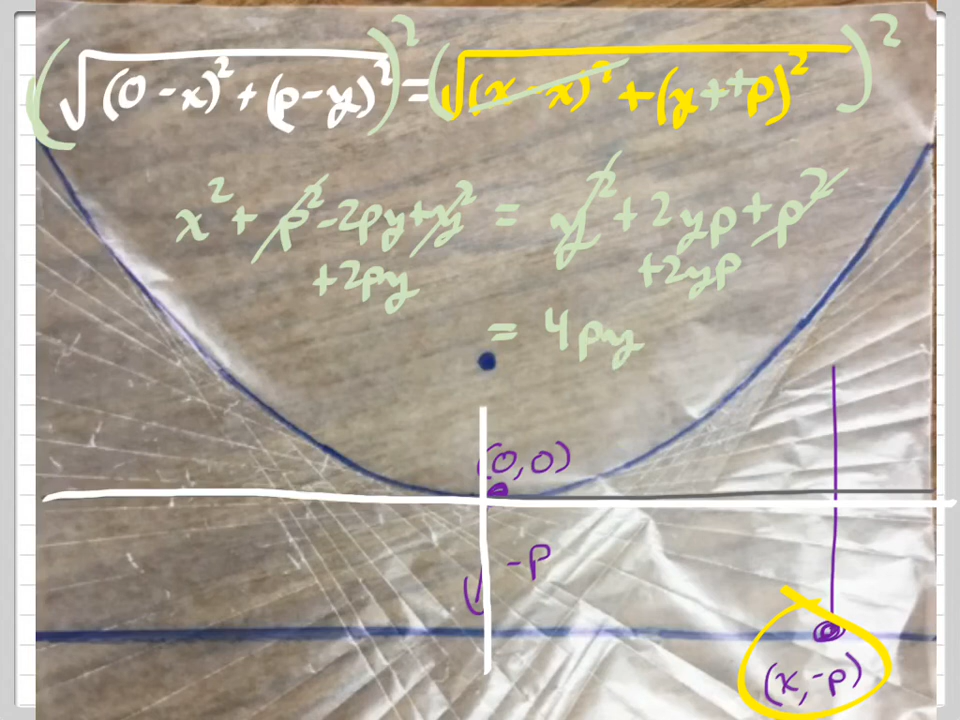 (√(0-x)²+(p-y)²)²=(√(x-x)²+(y++p)²)²
x²+p²-2py+y² = y²+2yp+p²
+2py +2yp
= 4py
(0,0)
-p
(x,-p)